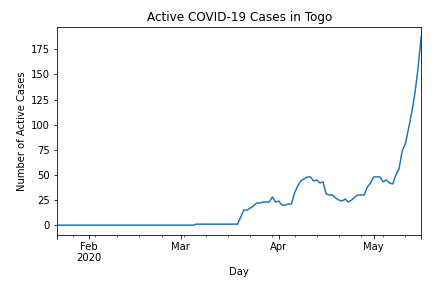 Active COVID-19 Cases in Togo
Number of Active Cases
175
150
125
100
75
50
25
0
Feb
2020
Mar
Apr
May
Day